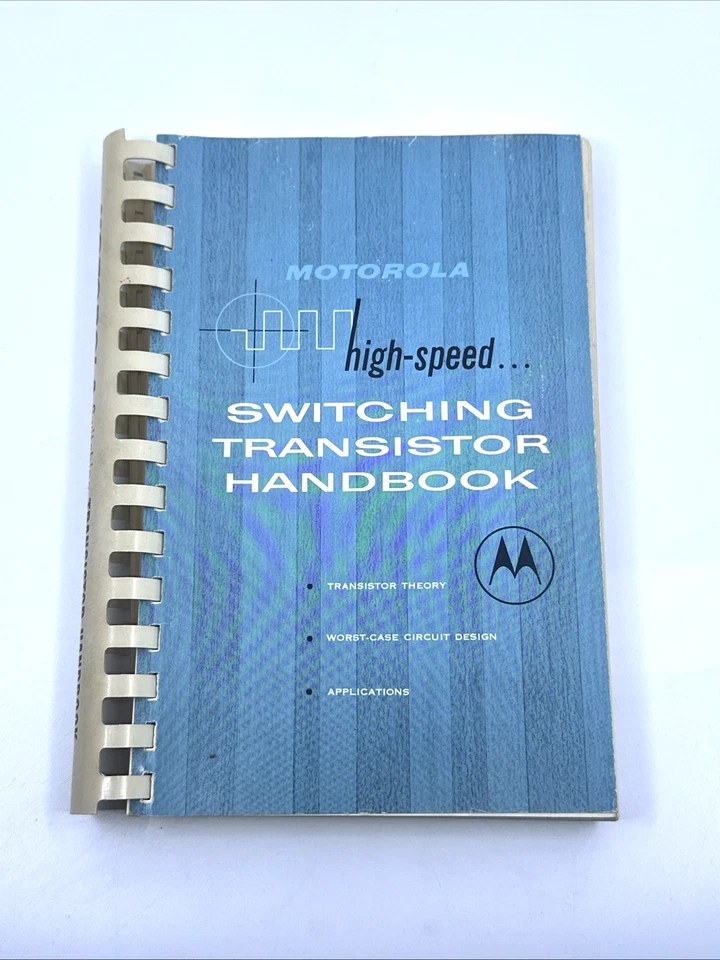 MOTOROLA
high-speed...
SWITCHING
TRANSISTOR
HANDBOOK
• TRANSISTOR THEORY
• WORST-CASE CIRCUIT DESIGN
• APPLICATIONS